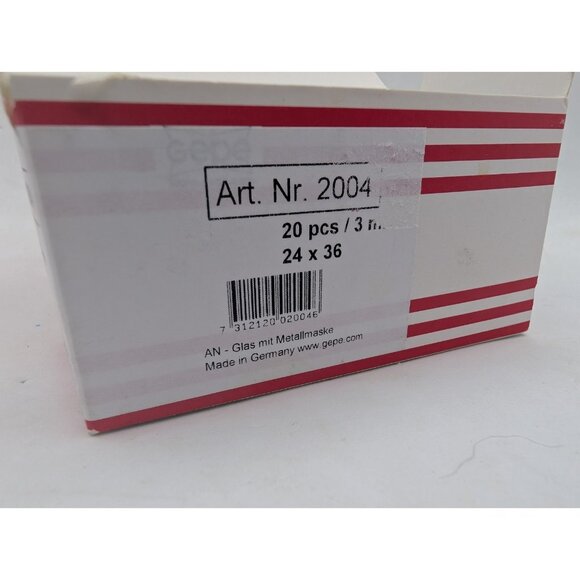 Art. Nr. 2004
20 pcs / 3 m
24 x 36
7 312120 020046
AN - Glas mit Metallmaske
Made in Germany www.gepe.com